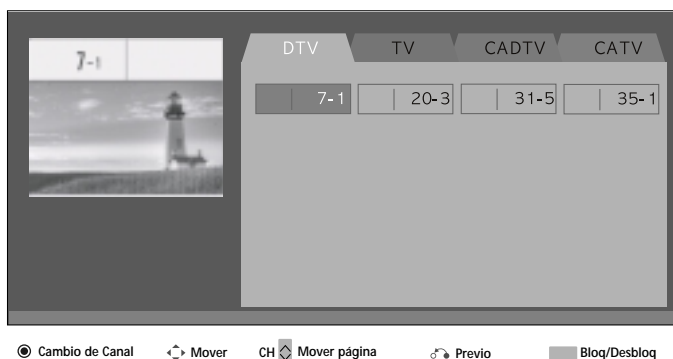 7-1
DTV TV CADTV CATV
7-1 20-3 31-5 35-1
Cambio de Canal Mover CH Mover página Previo Bloq/Desbloq